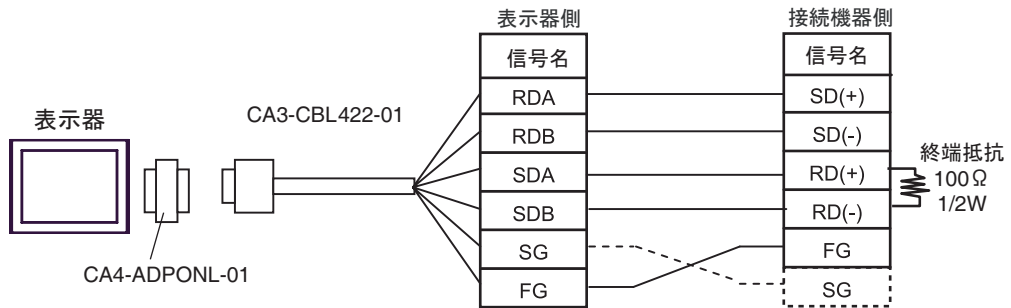 表示器
CA4-ADPONL-01
CA3-CBL422-01
表示器側
信号名
RDA
RDB
SDA
SDB
SG
FG
接続機器側
信号名
SD(+)
SD(-)
RD(+)
RD(-)
FG
SG
終端抵抗
100Ω
1/2W